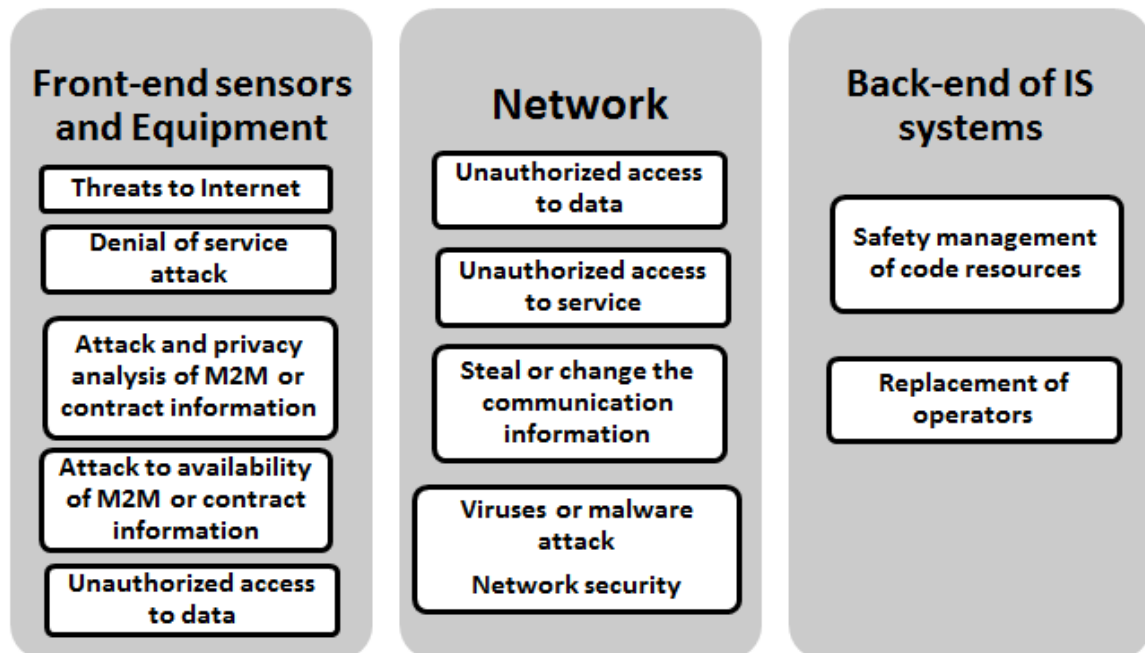 Front-end sensors
and Equipment
Threats to Internet
Denial of service
attack
Attack and privacy
analysis of M2M or
contract information
Attack to availability
of M2M or contract
information
Unauthorized access
to data
Network
Unauthorized access
to data
Unauthorized access
to service
Steal or change the
communication
information
Viruses or malware
attack
Network security
Back-end of IS
systems
Safety management
of code resources
Replacement of
operators